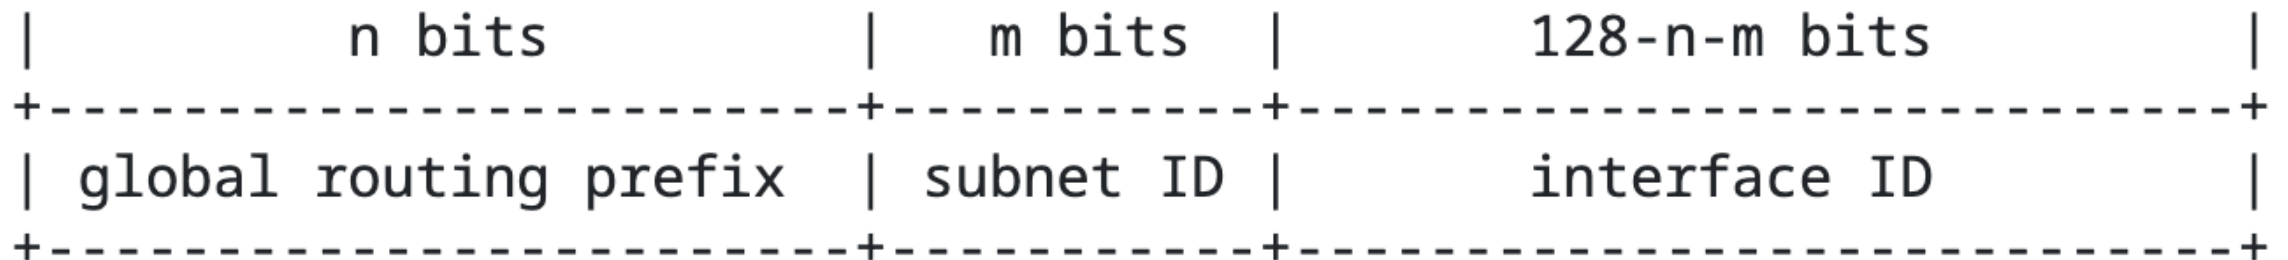 |         n bits         |   m bits  |       128-n-m bits         |
+------------------------+-----------+----------------------------+
| global routing prefix  | subnet ID |       interface ID         |
+------------------------+-----------+----------------------------+